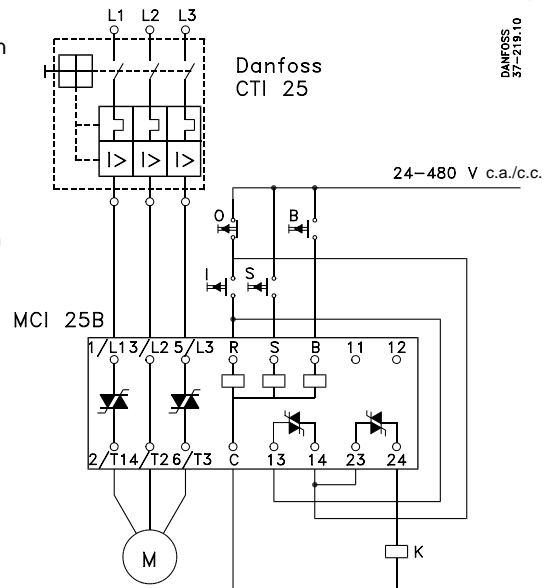 L1 L2 L3
n
Danfoss
CTI 25
DANFOSS
37-219.10
I> I> I>
24-480 V c.a./c.c.
O B
I S
MCI 25B
1/L1 3/L2 5/L3 R S B 11 12
2/T1 4/T2 6/T3 C 13 14 23 24
M K